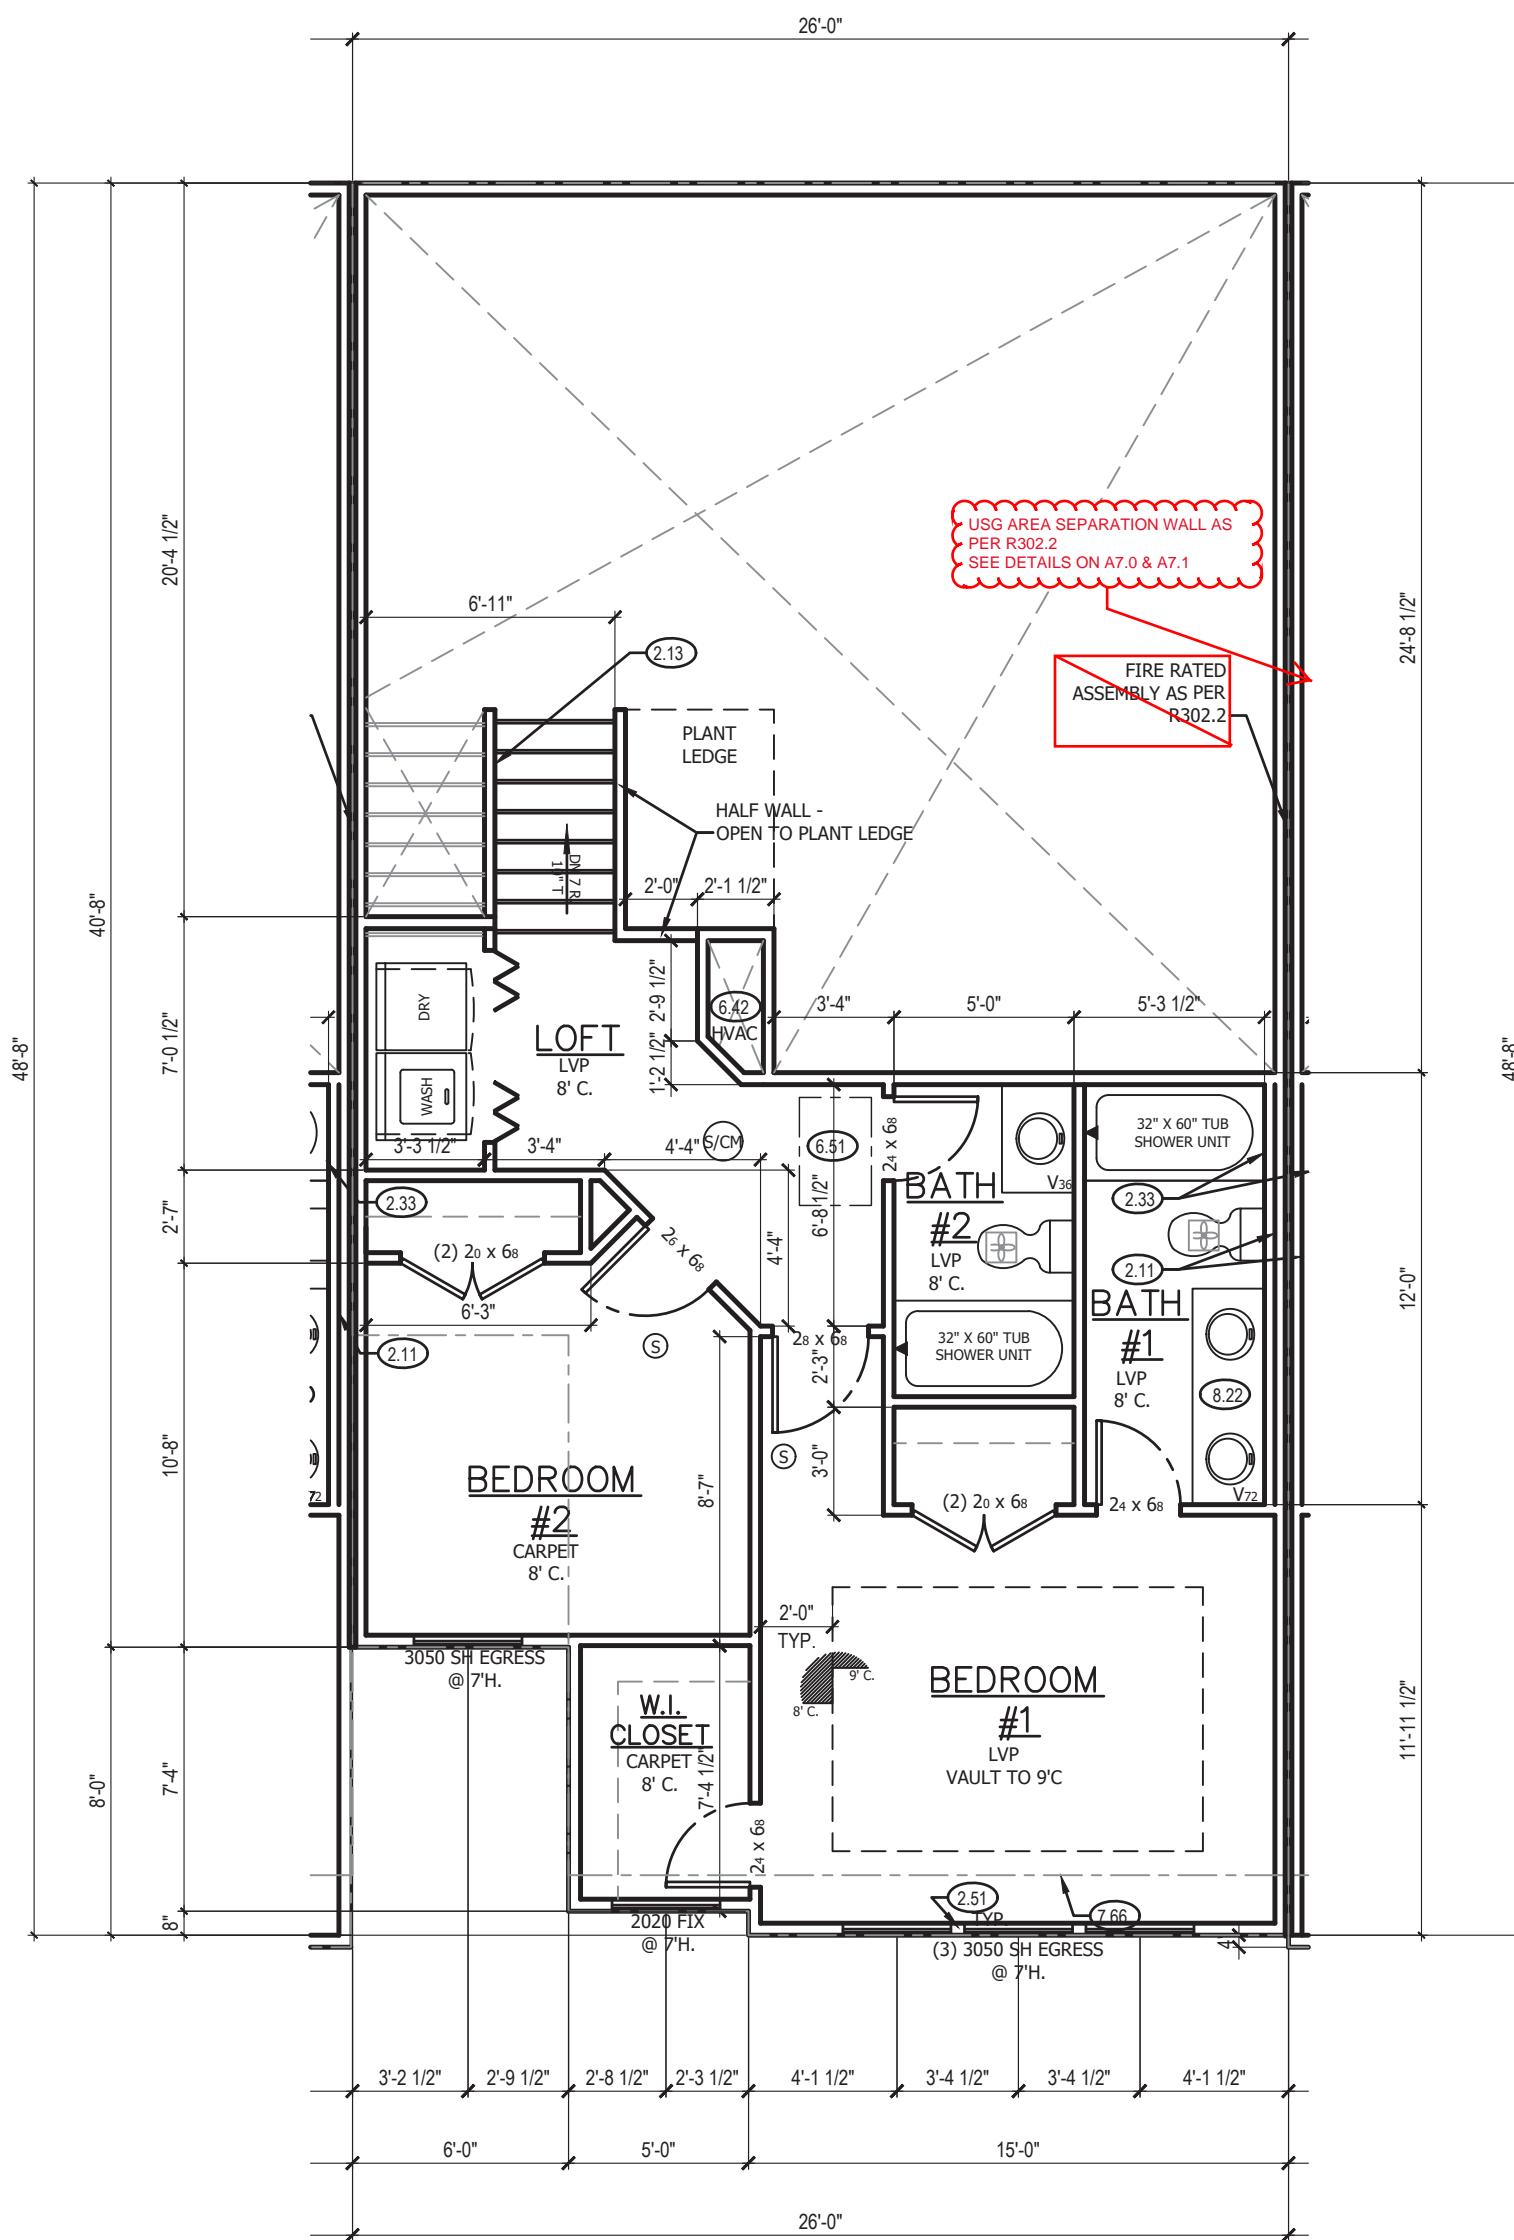 26'-0"
USG AREA SEPARATION WALL AS
PER R302.2
SEE DETAILS ON A7.0 & A7.1
FIRE RATED
ASSEMBLY AS PER
R302.2
20'-4 1/2"
24'-8 1/2"
6'-11"
2.13
PLANT
LEDGE
HALF WALL -
OPEN TO PLANT LEDGE
DN 7 R.
10" T
2'-0"
2'-1 1/2"
40'-8"
48'-8"
48'-8"
7'-0 1/2"
DRY
WASH
LOFT
LVP
8' C.
2'-9 1/2"
1'-2 1/2"
6.42
HVAC
3'-4"
5'-0"
5'-3 1/2"
3'-3 1/2"
3'-4"
4'-4"
S/CM
6.51
24 x 68
V36
32" X 60" TUB
SHOWER UNIT
2.33
2.33
2.11
BATH
#2
LVP
8' C.
6'-8 1/2"
4'-4"
2'-7"
(2) 20 x 68
26 x 68
6'-3"
S
2.11
28 x 68
2'-3"
32" X 60" TUB
SHOWER UNIT
BATH
#1
LVP
8' C.
8.22
12'-0"
S
3'-0"
8'-7"
10'-8"
BEDROOM
#2
CARPET
8' C.
(2) 20 x 68
24 x 68
V72
72
2'-0"
TYP.
3050 SH EGRESS
@ 7'H.
9' C.
8' C.
BEDROOM
#1
LVP
VAULT TO 9'C
W.I.
CLOSET
CARPET
8' C.
7'-4 1/2"
24 x 68
11'-11 1/2"
7'-4"
8'-0"
8"
2020 FIX
@ 7'H.
2.51
TYP.
7.66
(3) 3050 SH EGRESS
@ 7'H.
4"
3'-2 1/2"
2'-9 1/2"
2'-8 1/2"
2'-3 1/2"
4'-1 1/2"
3'-4 1/2"
3'-4 1/2"
4'-1 1/2"
6'-0"
5'-0"
15'-0"
26'-0"